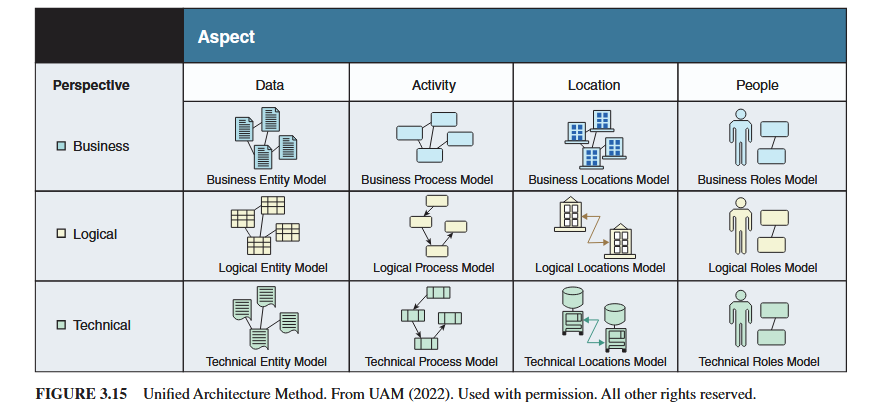 Aspect
Perspective Data Activity Location People
Business
Business Entity Model Business Process Model Business Locations Model Business Roles Model
Logical
Logical Entity Model Logical Process Model Logical Locations Model Logical Roles Model
Technical
Technical Entity Model Technical Process Model Technical Locations Model Technical Roles Model
FIGURE 3.15 Unified Architecture Method. From UAM (2022). Used with permission. All other rights reserved.